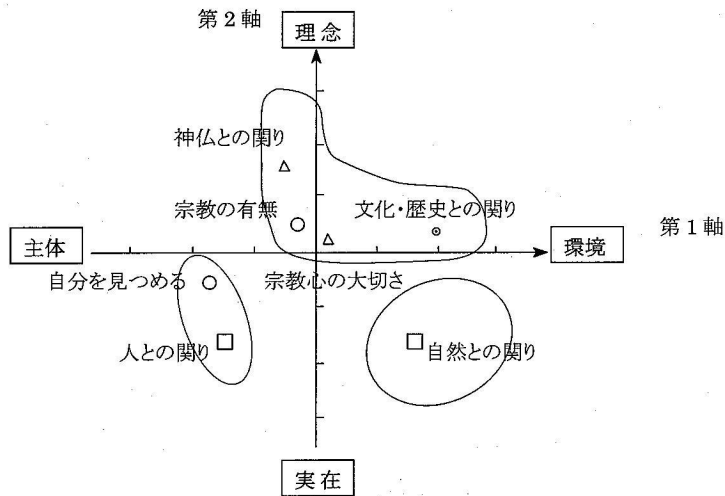 第２軸
理 念
神仏との関り
宗教の有無
文化・歴史との関り
第１軸
主体
環境
自分を見つめる
宗教心の大切さ
人との関り
自然との関り
実在